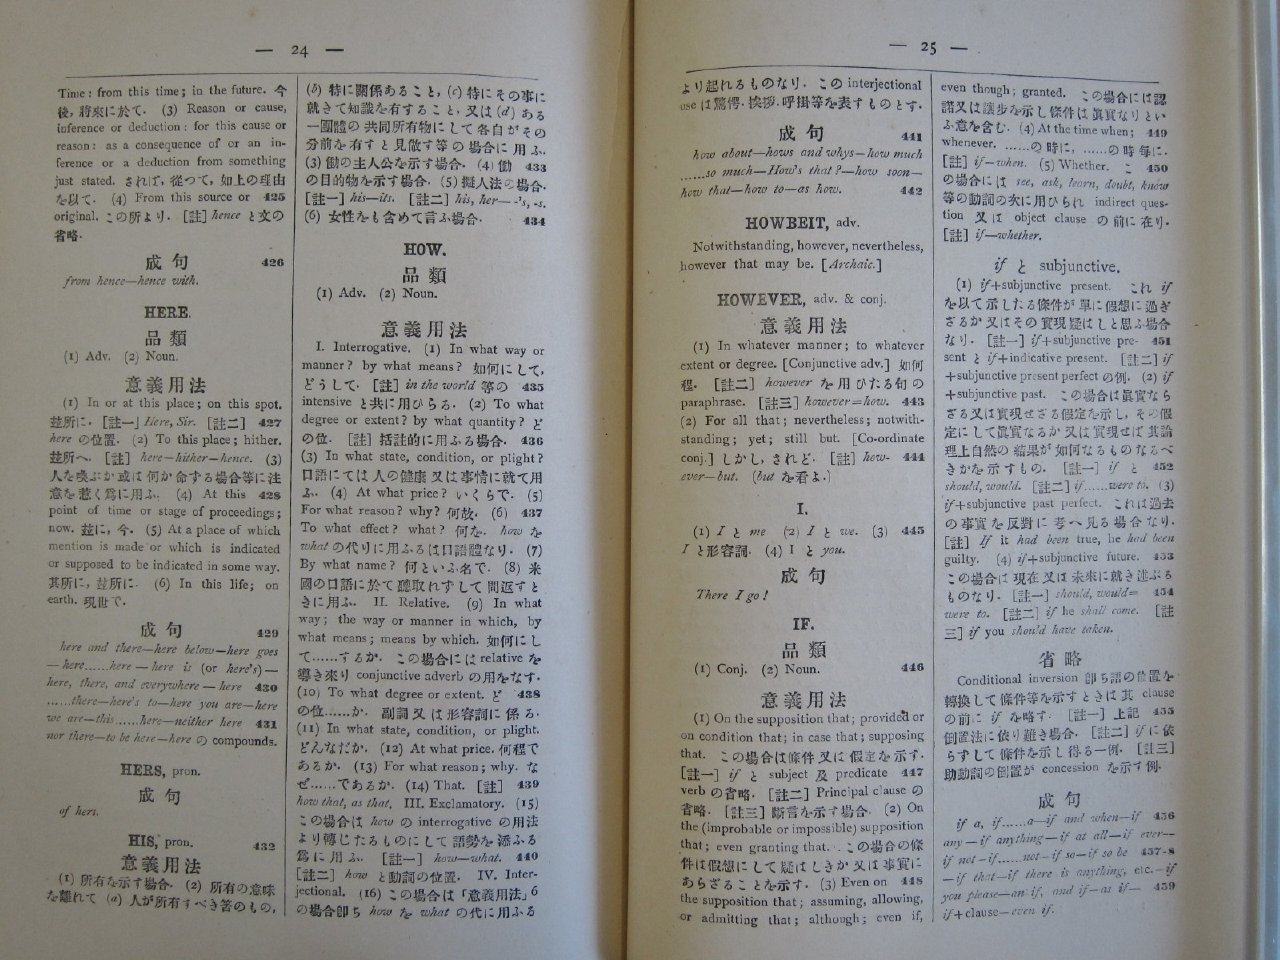 — 24 —
Time: from this time; in the future. 今
後, 將來に於て. (3) Reason or cause,
inference or deduction: for this cause or
reason: as a consequence of or an in-
ference or a deduction from something
just stated. されば, 從つて, 如上の理由
を以て. (4) From this source or 425
original. この所より. [註] hence と文の
省略.
成句 426
from hence—hence with.
HERE.
品類
(1) Adv. (2) Noun.
意義用法
(1) In or at this place; on this spot.
玆所に. [註一] Here, Sir. [註二] 427
here の位置. (2) To this place; hither.
玆所へ. [註] here—hither—hence. (3)
人を喚ぶか或は何か命する場合等に注
意を惹く爲に用ふ. (4) At this 428
point of time or stage of proceedings;
now. 玆に, 今. (5) At a place of which
mention is made or which is indicated
or supposed to be indicated in some way.
其所に, 玆所に. (6) In this life; on
earth. 現世で.
成句 429
here and there—here below—here goes
—here……here—here is (or here's)—
here, there, and everywhere—here 430
……there—here's to—here you are—here
we are—this……here—neither here 431
nor there—to be here—here の compounds.
HERS, pron.
成句
of hers.
HIS, pron. 432
意義用法
(1) 所有を示す場合. (2) 所有の意味
を離れて (a) 人が所有すべき筈のもの,
(b) 特に關係あること, (c) 特にその事に
就きて知識を有すること, 又は (d) ある
一團體の共同所有物にして各自がその
分前を有すと見做す等の場合に用ふ.
(3) 働の主人公を示す場合. (4) 働 433
の目的物を示す場合. (5) 擬人法の場合.
[註一] his—its. [註二] his, her—-'s, -s.
(6) 女性をも含めて言ふ場合. 434
HOW.
品類
(1) Adv. (2) Noun.
意義用法
I. Interrogative. (1) In what way or
manner? by what means? 如何にして,
どうして. [註] in the world 等の 435
intensive と共に用ひらる. (2) To what
degree or extent? by what quantity? ど
の位. [註] 括註的に用ふる場合. 436
(3) In what state, condition, or plight?
口語にては人の健康又は事情に就て用
ふ. (4) At what price? いくらで. (5)
For what reason? why? 何故. (6) 437
To what effect? what? 何を. how を
what の代りに用ふるは口語體なり. (7)
By what name? 何といふ名で. (8) 米
國の口語に於て聽取れずして間返すと
きに用ふ. II. Relative. (9) In what
way; the way or manner in which, by
what means; means by which. 如何にし
て……するか. この場合には relative を
導き來り conjunctive adverb の用をなす.
(10) To what degree or extent. ど 438
の位……か. 副詞又は形容詞に係る.
(11) In what state, condition, or plight.
どんなだか. (12) At what price. 何程で
あるか. (13) For what reason; why. な
ぜ……であるか. (14) That. [註] 439
how that, as that. III. Exclamatory. (15)
この場合は how の interrogative の用法
より轉じたるものにして語勢を添ふる
爲に用ふ. [註一] how—what. 440
[註二] how と動詞の位置. IV. Inter-
jectional. (16) この場合は「意義用法」6
の場合卽ち how を what の代に用ふる
— 25 —
より起れるものなり. この interjectional
use は驚愕, 挨拶, 呼掛等を表すものとす.
成句 441
how about—hows and whys—how much
……so much—How's that?—how soon—
how that—how to—as how. 442
HOWBEIT, adv.
Notwithstanding, however, nevertheless,
however that may be. [Archaic.]
HOWEVER, adv. & conj.
意義用法
(1) In whatever manner; to whatever
extent or degree. [Conjunctive adv.] 如何
程. [註二] however を用ひたる句の
paraphrase. [註三] however=how. 443
(2) For all that; nevertheless; notwith-
standing; yet; still but. [Co-ordinate
conj.] しかし, されど. [註] how- 444
ever—but. (but を看よ.)
I.
(1) I と me (2) I と we. (3) 445
I と形容詞. (4) I と you.
成句
There I go!
IF.
品類
(1) Conj. (2) Noun. 446
意義用法
(1) On the supposition that; provided or
on condition that; in case that; supposing
that. この場合は條件又は假定を示す.
[註一] if と subject 及 predicate 447
verb の省略. [註二] Principal clause の
省略. [註三] 斷言を示す場合. (2) On
the (improbable or impossible) supposition
that; even granting that. この場合の條
件は假想にして疑はしきか又は事實に
あらざることを示す. (3) Even on 448
the supposition that; assuming, allowing,
or admitting that; although; even if,
even though; granted. この場合には認
諾又は讓步を示し條件は眞實なりとい
ふ意を含む. (4) At the time when; 449
whenever. ……の時に, ……の時每に.
[註] if—when. (5) Whether. こ 450
の場合には see, ask, learn, doubt, know
等の動詞の次に用ひられ indirect ques-
tion 又は object clause の前に在り.
[註] if—whether.
if と subjunctive.
(1) if+subjunctive present. これ if
を以て示したる條件が單に假想に過ぎ
ざるか又はその實現疑はしと思ふ場合
なり. [註一] if+subjunctive pre- 451
sent と if+indicative present. [註二] if
+subjunctive present perfect の例. (2) if
+subjunctive past. この場合は眞實なら
ざる又は實現せざる假定を示し, その假
定にして眞實なるか又は實現せば其論
理上自然の結果が如何なるものなるべ
きかを示すもの. [註一] if と 452
should, would. [註二] if……were to. (3)
if+subjunctive past perfect. これは過去
の事實を反對に考へ見る場合なり.
[註] If it had been true, he had been
guilty. (4) if+subjunctive future. 453
この場合は現在又は未來に就き述ぶる
ものなり. [註一] should, would= 454
were to. [註二] if he shall come. [註
三] if you should have taken.
省略
Conditional inversion 卽ち語の位置を
轉換して條件等を示すときは其 clause
の前に if を略す. [註一] 上記 455
倒置法に依り難き場合. [註二] if に依
らずして條件を示し得る一例. [註三]
助動詞の倒置が concession を示す例.
成句
if a, if……a—if and when—if 456
any—if anything—if at all—if ever—
if not—if……not—if so—if so be 457-8
—if that—if there is anything, etc.—if
you please—an if, and if—as if— 459
if+clause—even if.